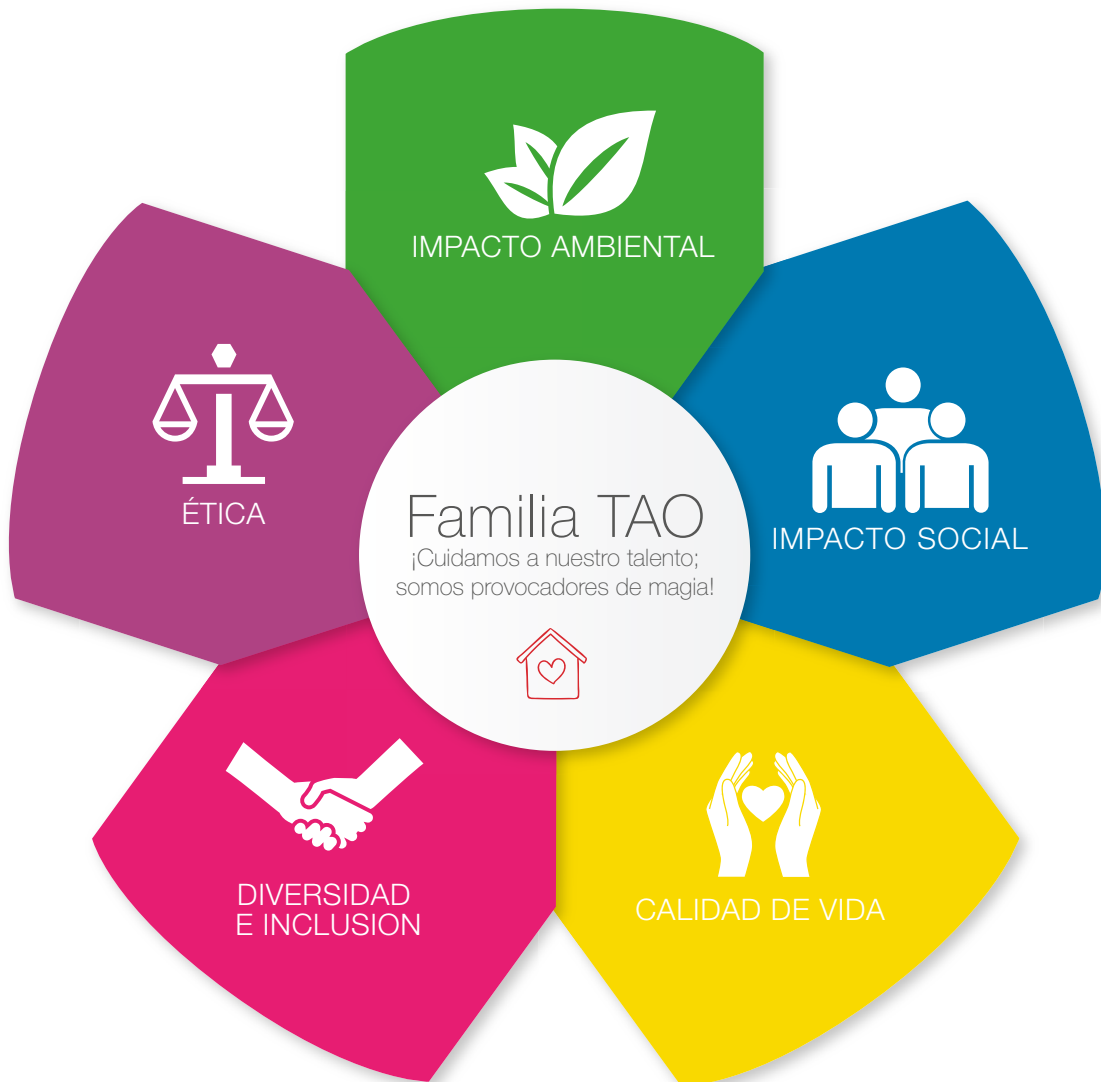 IMPACTO AMBIENTAL
ÉTICA
IMPACTO SOCIAL
Familia TAO
¡Cuidamos a nuestro talento;
somos provocadores de magia!
DIVERSIDAD
E INCLUSION
CALIDAD DE VIDA